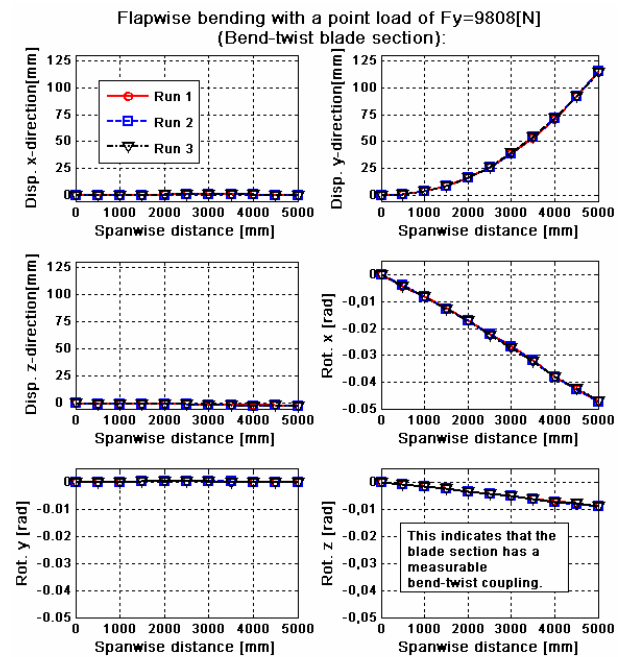 Flapwise bending with a point load of Fy=9808[N]
(Bend-twist blade section):
Disp. x-direction[mm]
125
100
75
50
25
0
Run 1
Run 2
Run 3
0 1000 2000 3000 4000 5000
Spanwise distance [mm]
Disp. y-direction[mm]
125
100
75
50
25
0
0 1000 2000 3000 4000 5000
Spanwise distance [mm]
Disp. z-direction[mm]
125
100
75
50
25
0
0 1000 2000 3000 4000 5000
Spanwise distance [mm]
Rot. x [rad]
0
-0,01
-0.02
-0.03
-0.04
-0.05
0 1000 2000 3000 4000 5000
Spanwise distance [mm]
Rot. y [rad]
0
-0.01
-0.02
-0.03
-0.04
-0.05
0 1000 2000 3000 4000 5000
Spanwise distance [mm]
Rot. z [rad]
0
-0.01
-0.02
-0.03
-0.04
-0,05
This indicates that the
blade section has a
measurable
bend-twist coupling.
0 1000 2000 3000 4000 5000
Spanwise distance [mm]